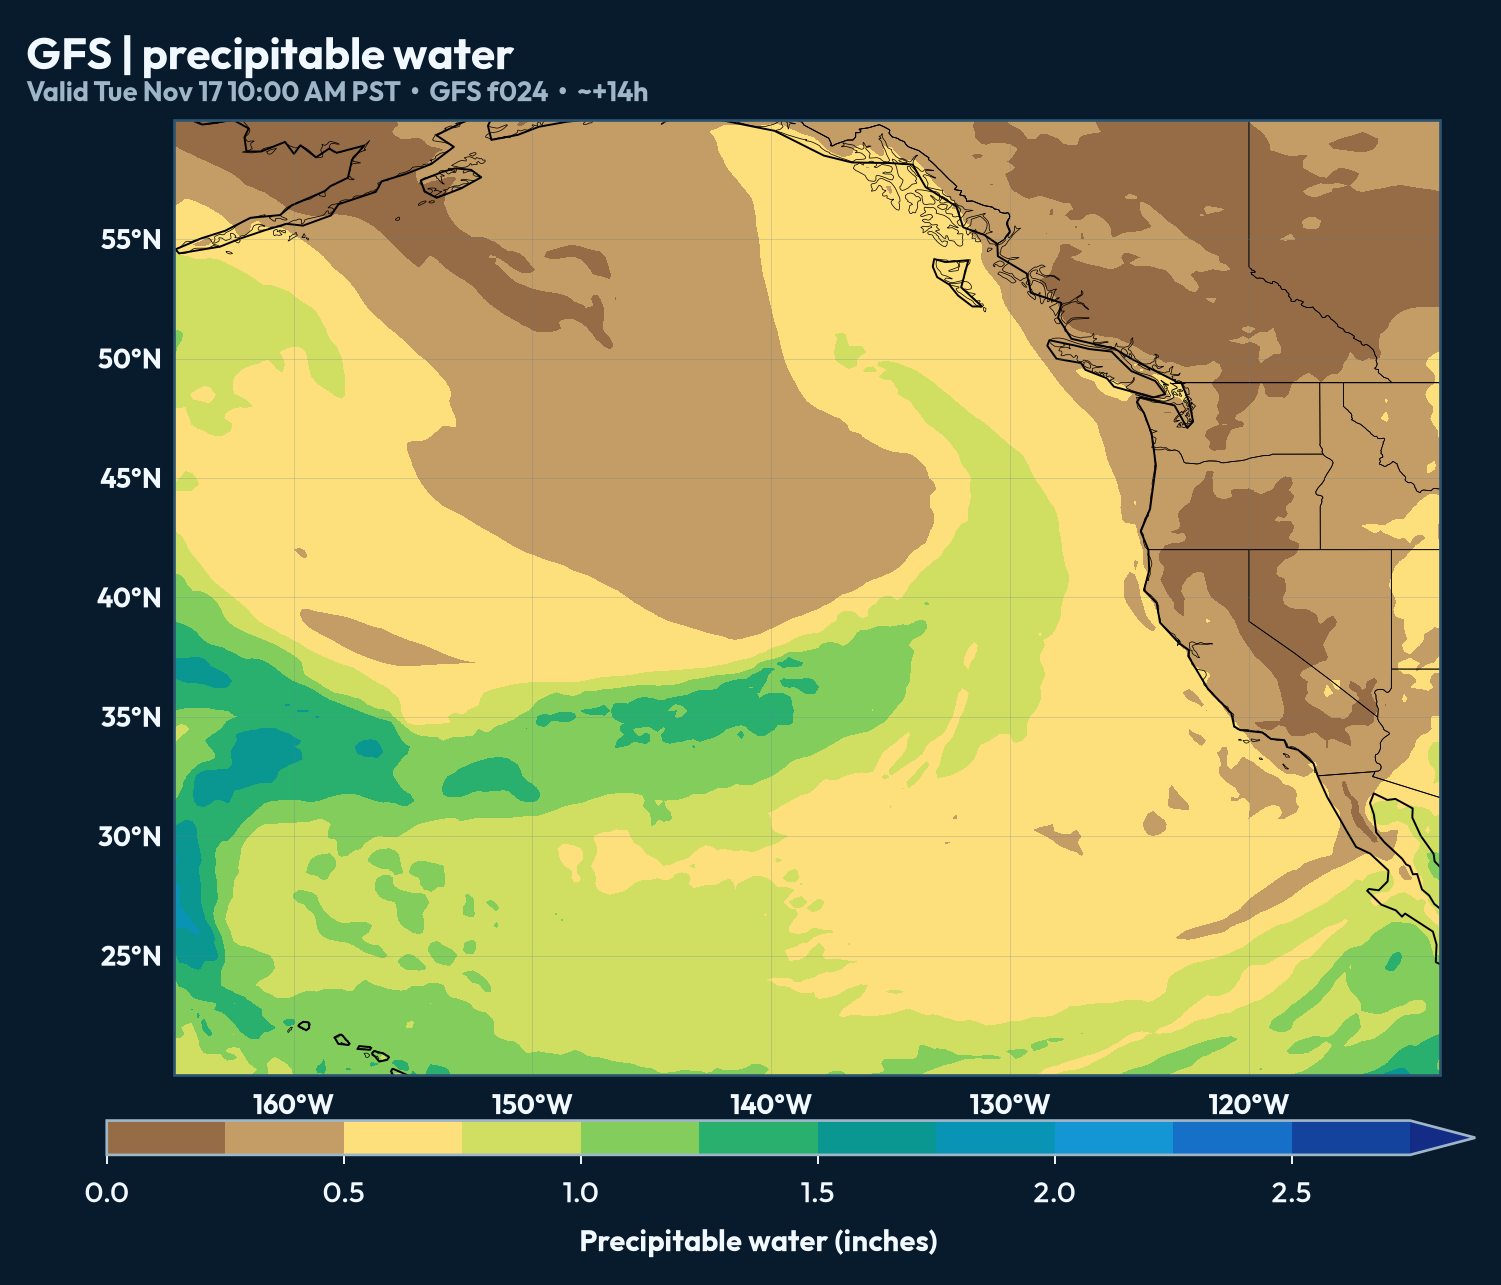 GFS | precipitable water
Valid Tue Nov 17 10:00 AM PST • GFS f024 • ~+14h
55°N
50°N
45°N
40°N
35°N
30°N
25°N
160°W 150°W 140°W 130°W 120°W
0.0 0.5 1.0 1.5 2.0 2.5
Precipitable water (inches)